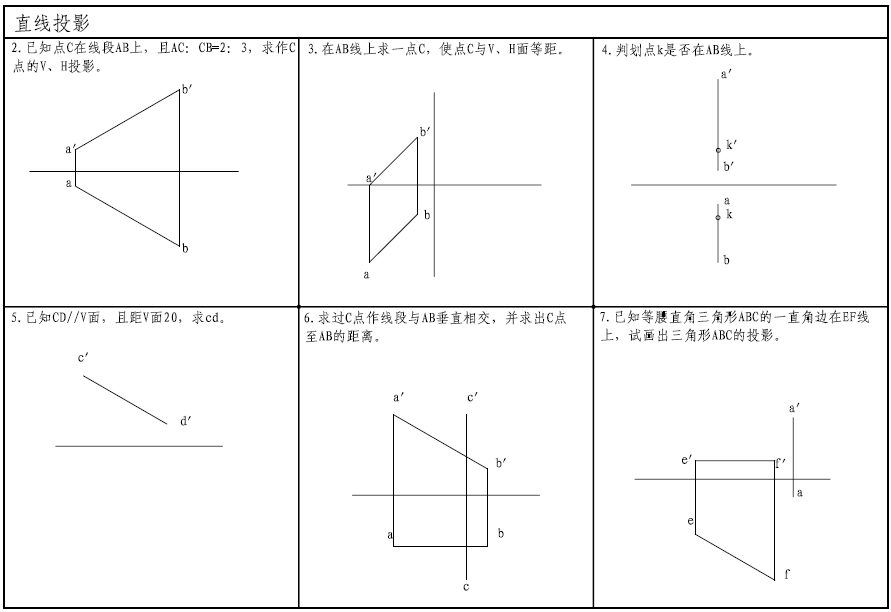 直线投影
2.已知点C在线段AB上，且AC：CB=2：3，求作C
点的V、H投影。
b′
a′
a
b
3.在AB线上求一点C，使点C与V、H面等距。
b′
a′
b
a
4.判划点k是否在AB线上。
a′
k′
b′
a
k
b
5.已知CD//V面，且距V面20，求cd。
c′
d′
6.求过C点作线段与AB垂直相交，并求出C点
至AB的距离。
a′
c′
b′
a
b
c
7.已知等腰直角三角形ABC的一直角边在EF线
上，试画出三角形ABC的投影。
a′
e′
f′
a
e
f